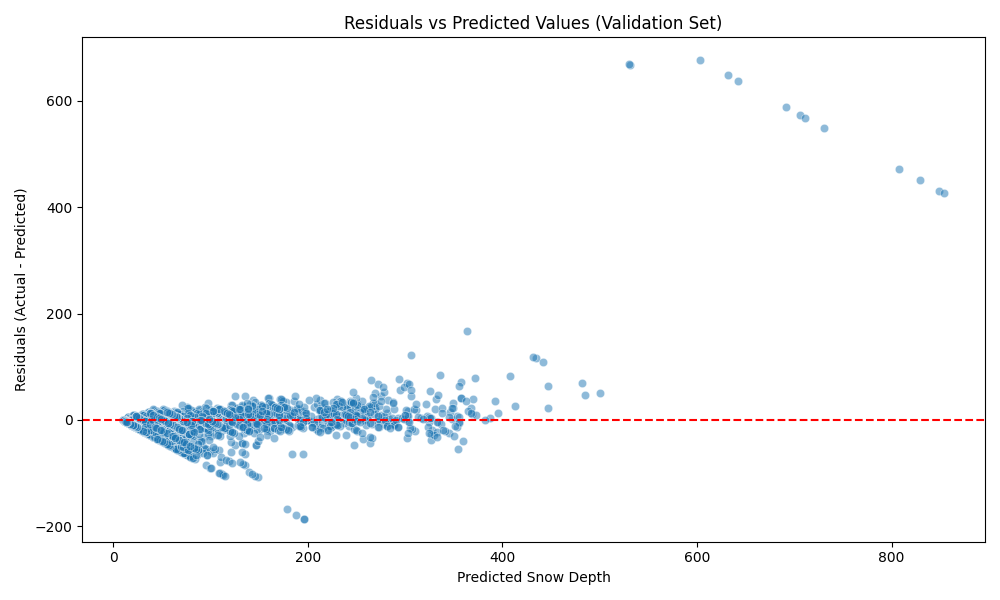 Residuals vs Predicted Values (Validation Set)
Residuals (Actual - Predicted)
600
400
200
0
−200
0 200 400 600 800
Predicted Snow Depth